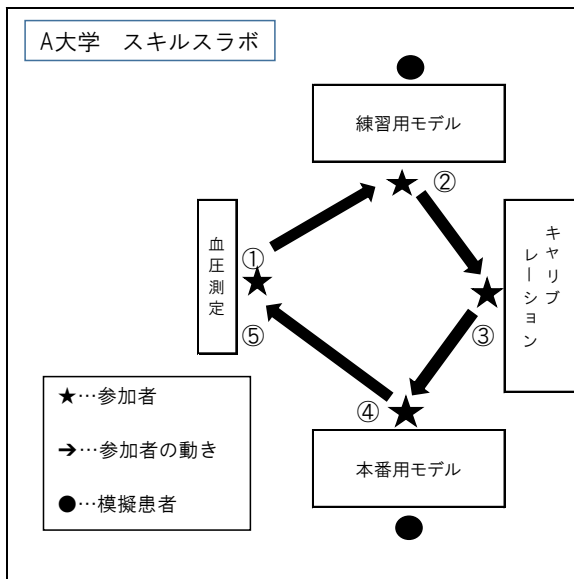 A大学　スキルスラボ
練習用モデル
②
血圧測定
①
キャリブ
レーション
⑤
③
④
★…参加者
➔…参加者の動き
●…模擬患者
本番用モデル